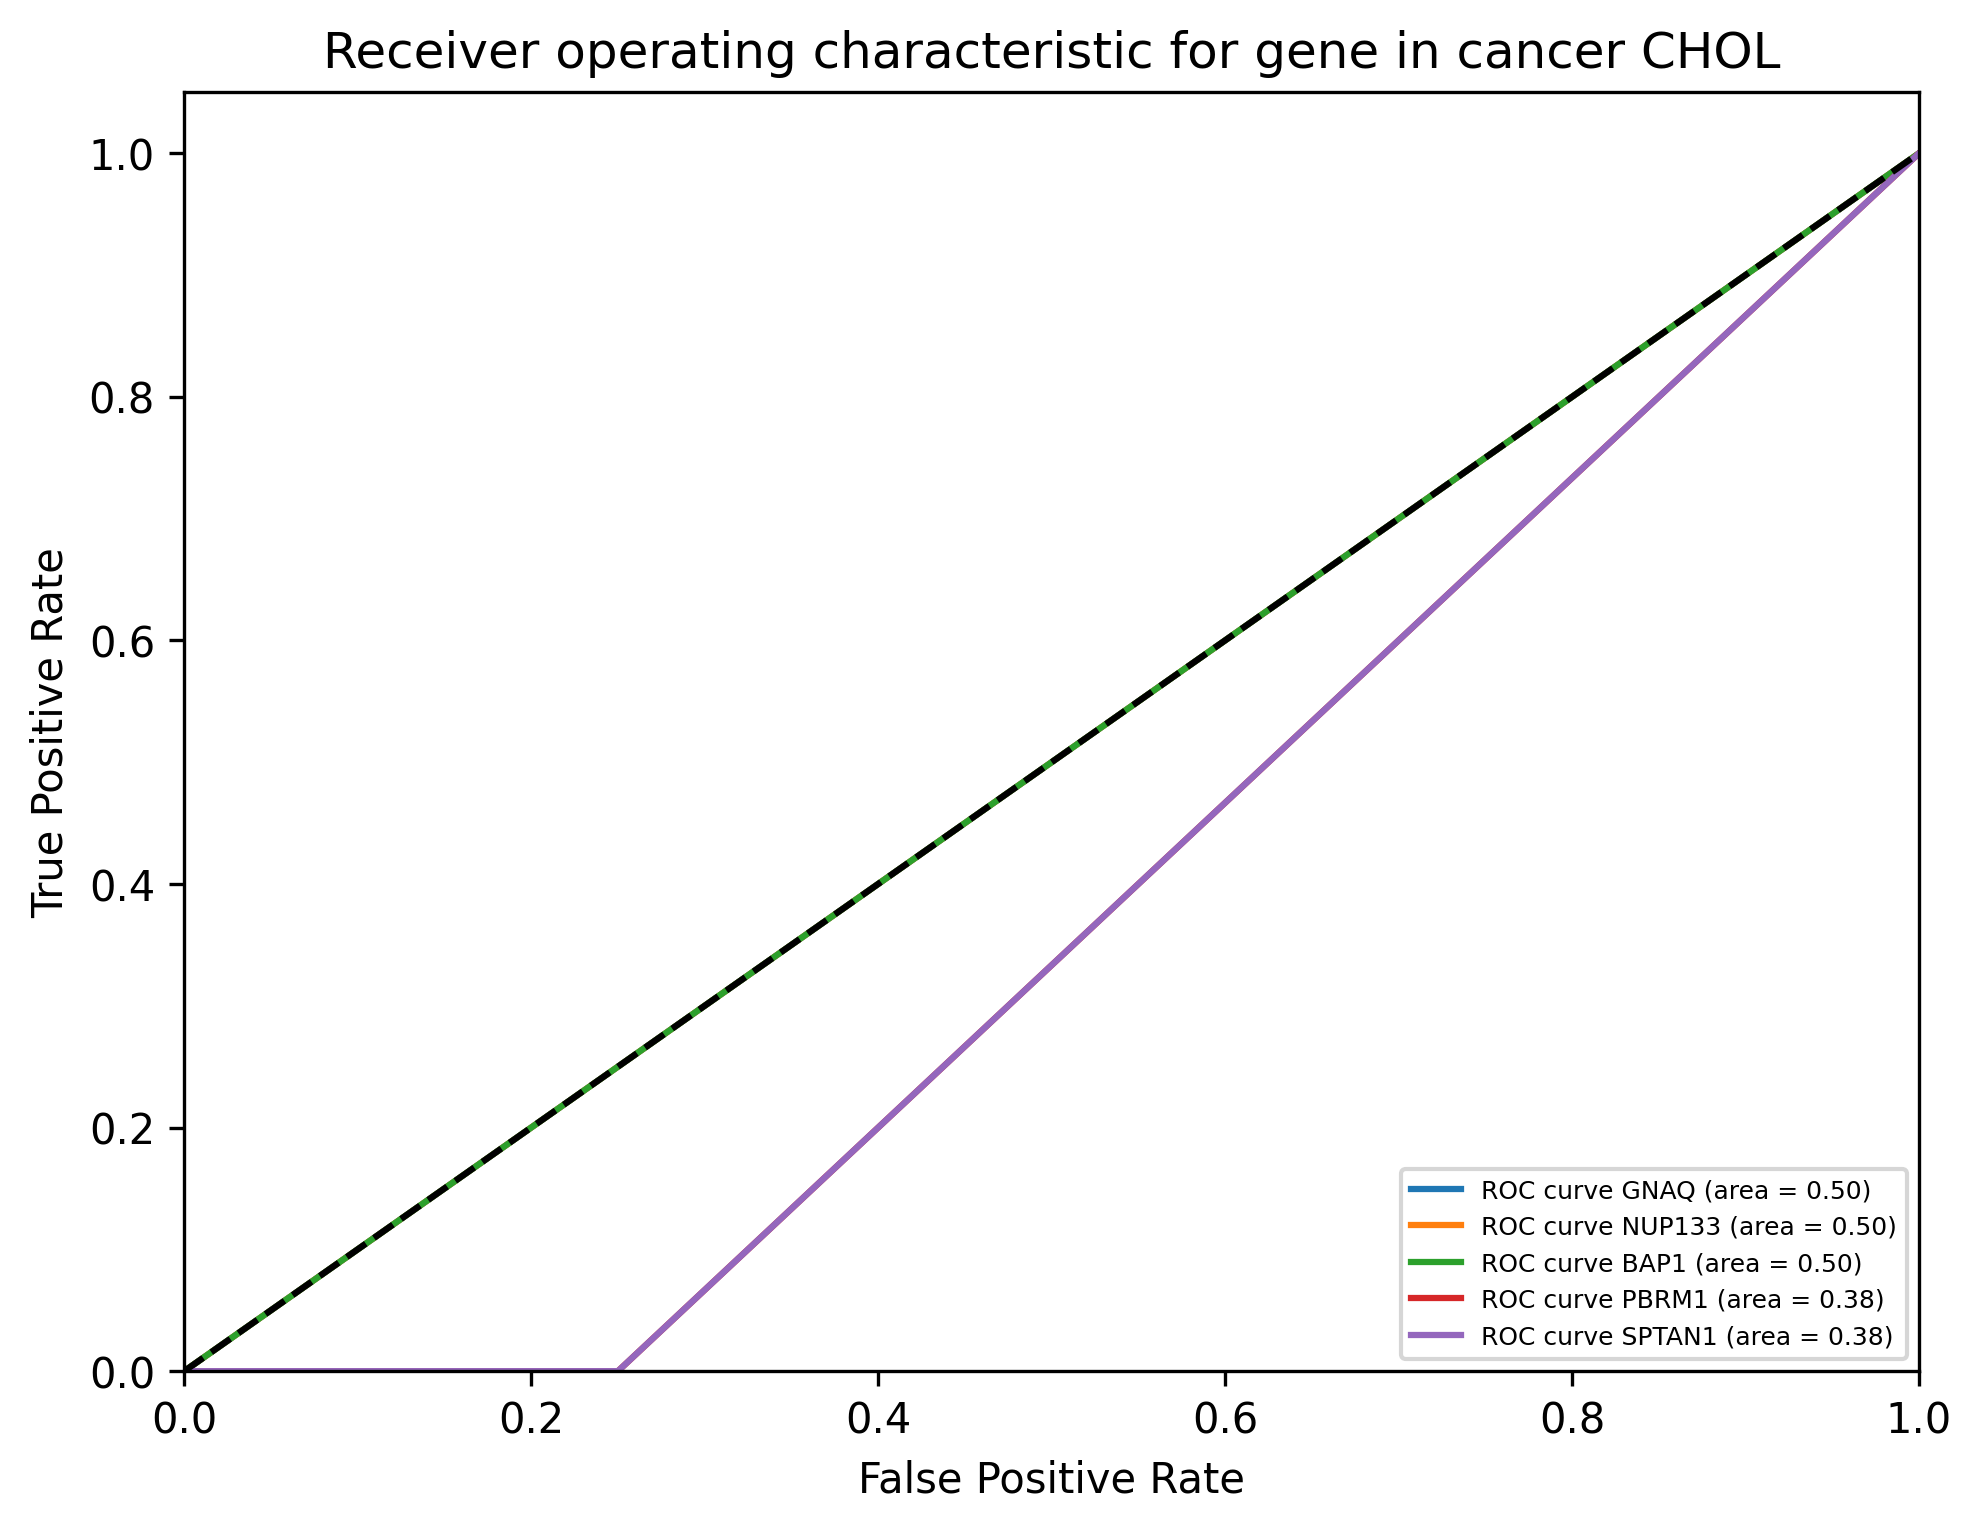 Receiver operating characteristic for gene in cancer CHOL
1.0
0.8
0.6
0.4
0.2
0.0
True Positive Rate
ROC curve GNAQ (area = 0.50)
ROC curve NUP133 (area = 0.50)
ROC curve BAP1 (area = 0.50)
ROC curve PBRM1 (area = 0.38)
ROC curve SPTAN1 (area = 0.38)
0.0 0.2 0.4 0.6 0.8 1.0
False Positive Rate